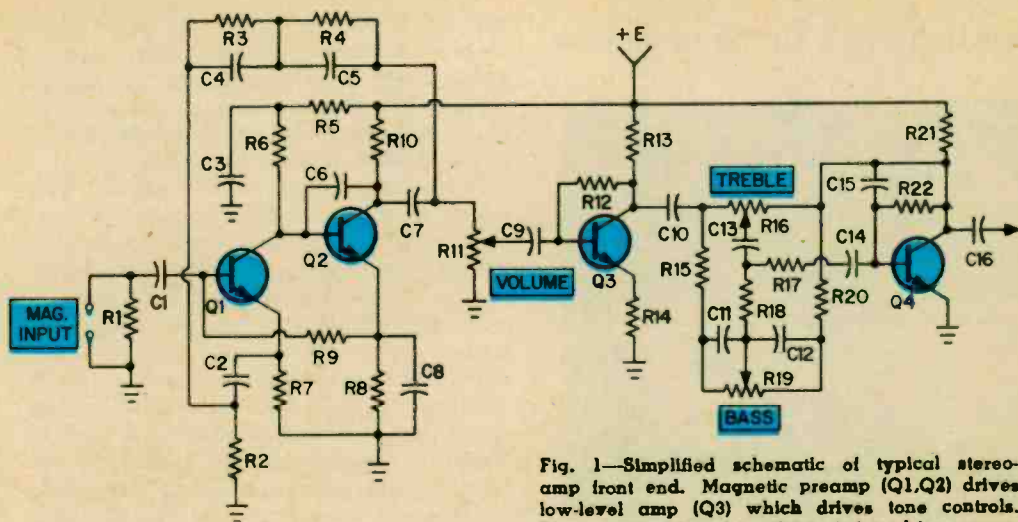 R3
R4
C4
C5
+E
R5
R6
R10
R13
R21
C3
C6
TREBLE
C15
R12
R22
C7
C10
R16
C13
C14
Q2
R11
C9
C16
VOLUME
Q3
R15
R17
R20
Q4
MAG.
INPUT
R1
C1
Q1
R9
R14
C11
R18
C12
C2
R7
R8
C8
R19
BASS
R2
Fig. 1—Simplified schematic of typical stereo-
amp front end. Magnetic preamp (Q1,Q2) drives
low-level amp (Q3) which drives tone controls.